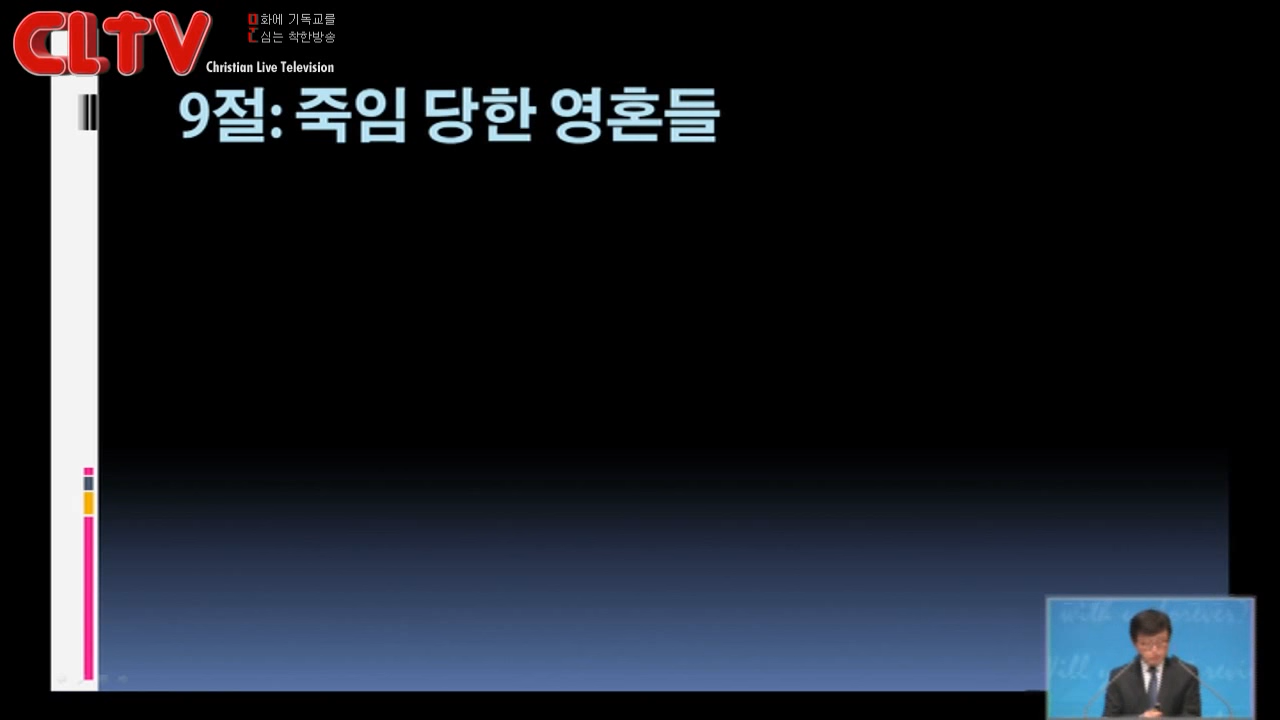 CLTV
문화에 기독교를
심는 착한방송
Christian Live Television
9절: 죽임 당한 영혼들